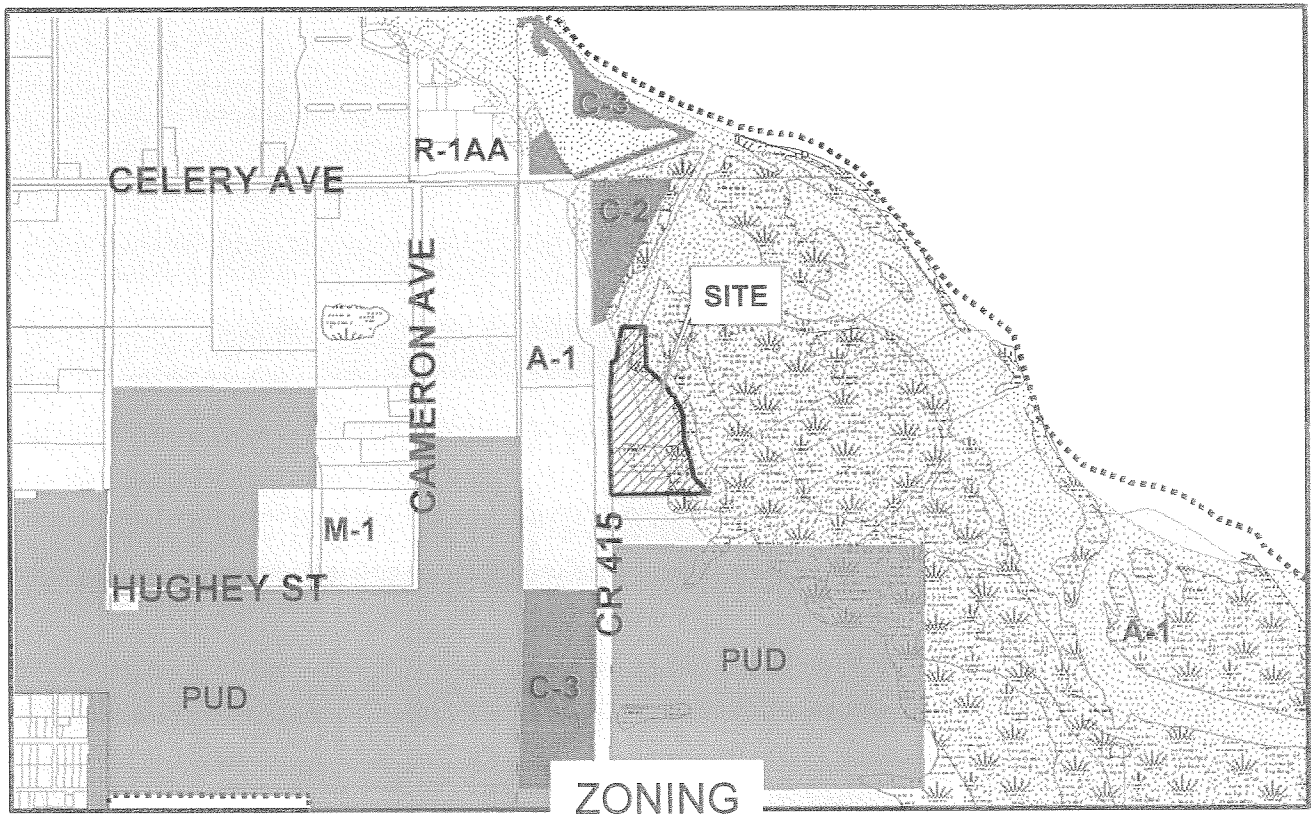 C-3
R-1AA
CELERY AVE
C-2
CAMERON AVE
SITE
A-1
M-1
CR 415
HUGHEY ST
A-1
PUD
PUD
C-3
ZONING